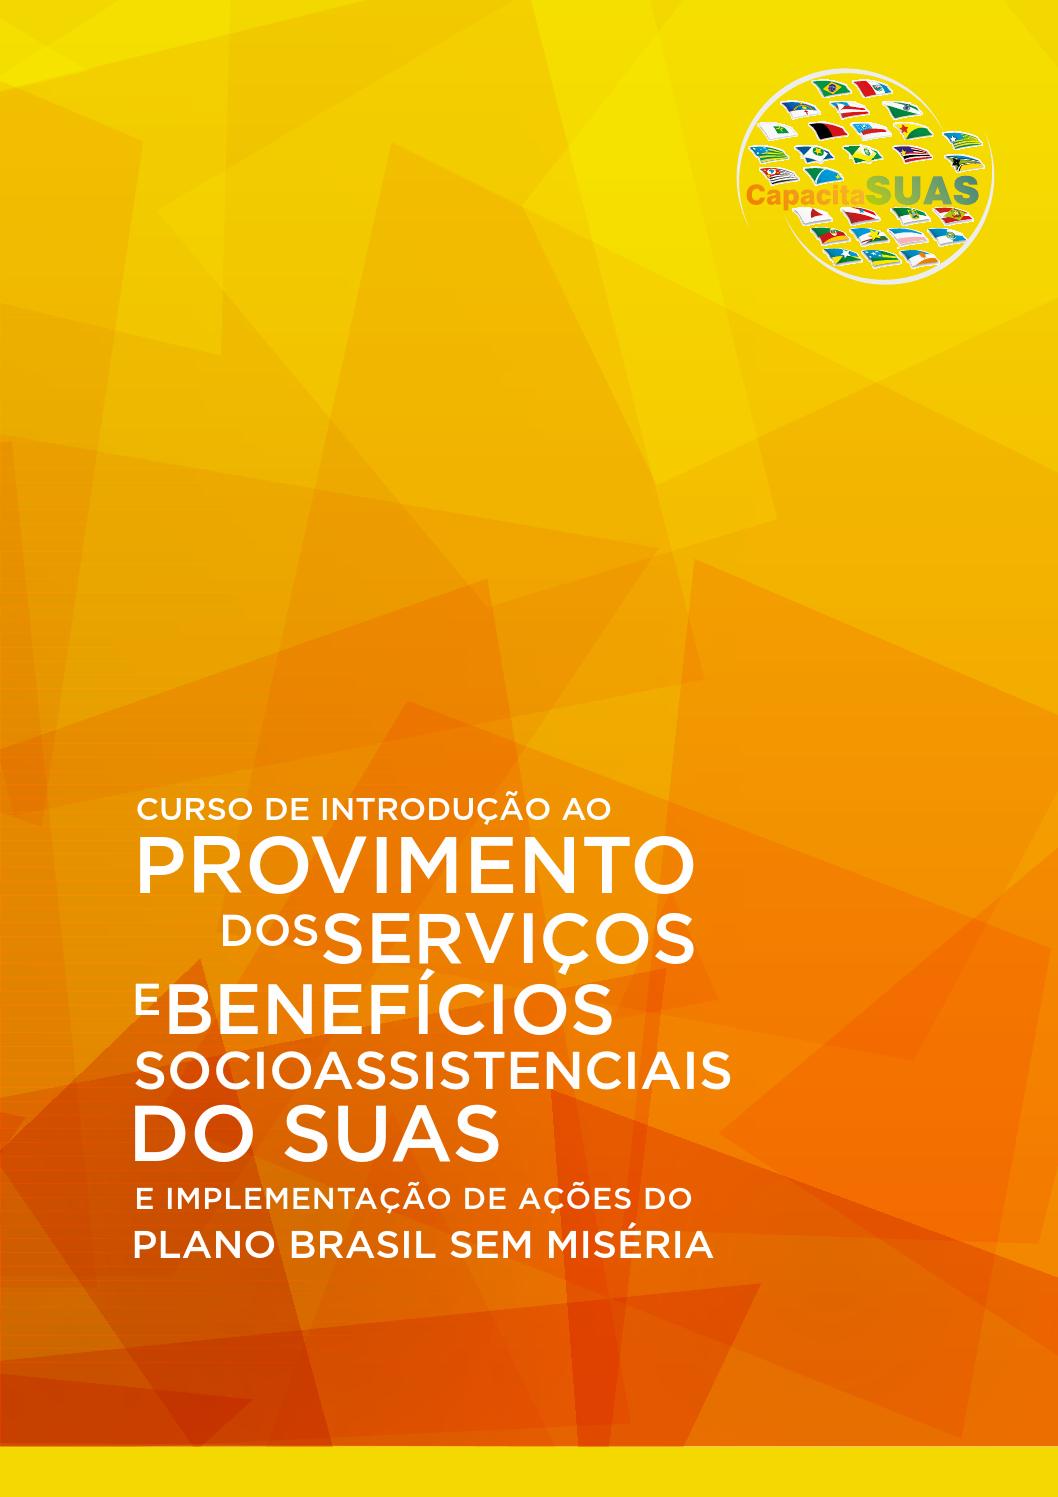 CapacitaSUAS
CURSO DE INTRODUÇÃO AO
PROVIMENTO
DOS SERVIÇOS
E BENEFÍCIOS
SOCIOASSISTENCIAIS
DO SUAS
E IMPLEMENTAÇÃO DE AÇÕES DO
PLANO BRASIL SEM MISÉRIA